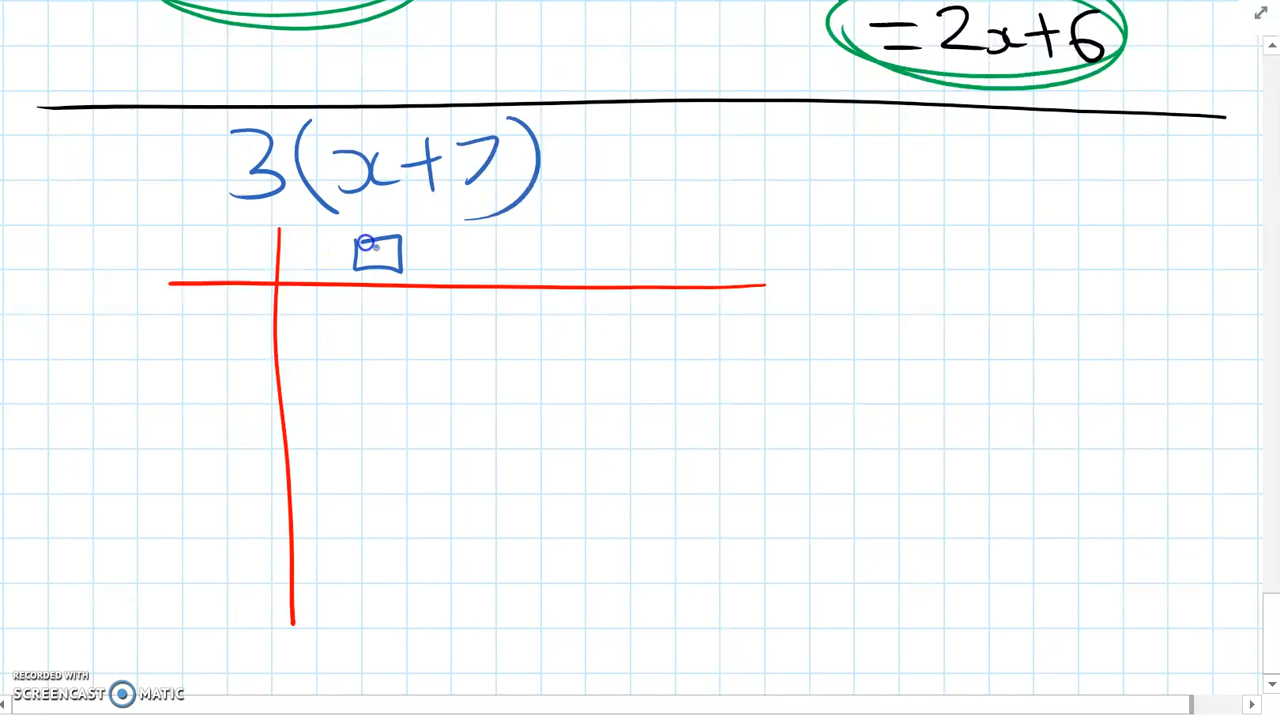 = 2x+6
3(x+7)
RECORDED WITH
SCREENCAST MATIC